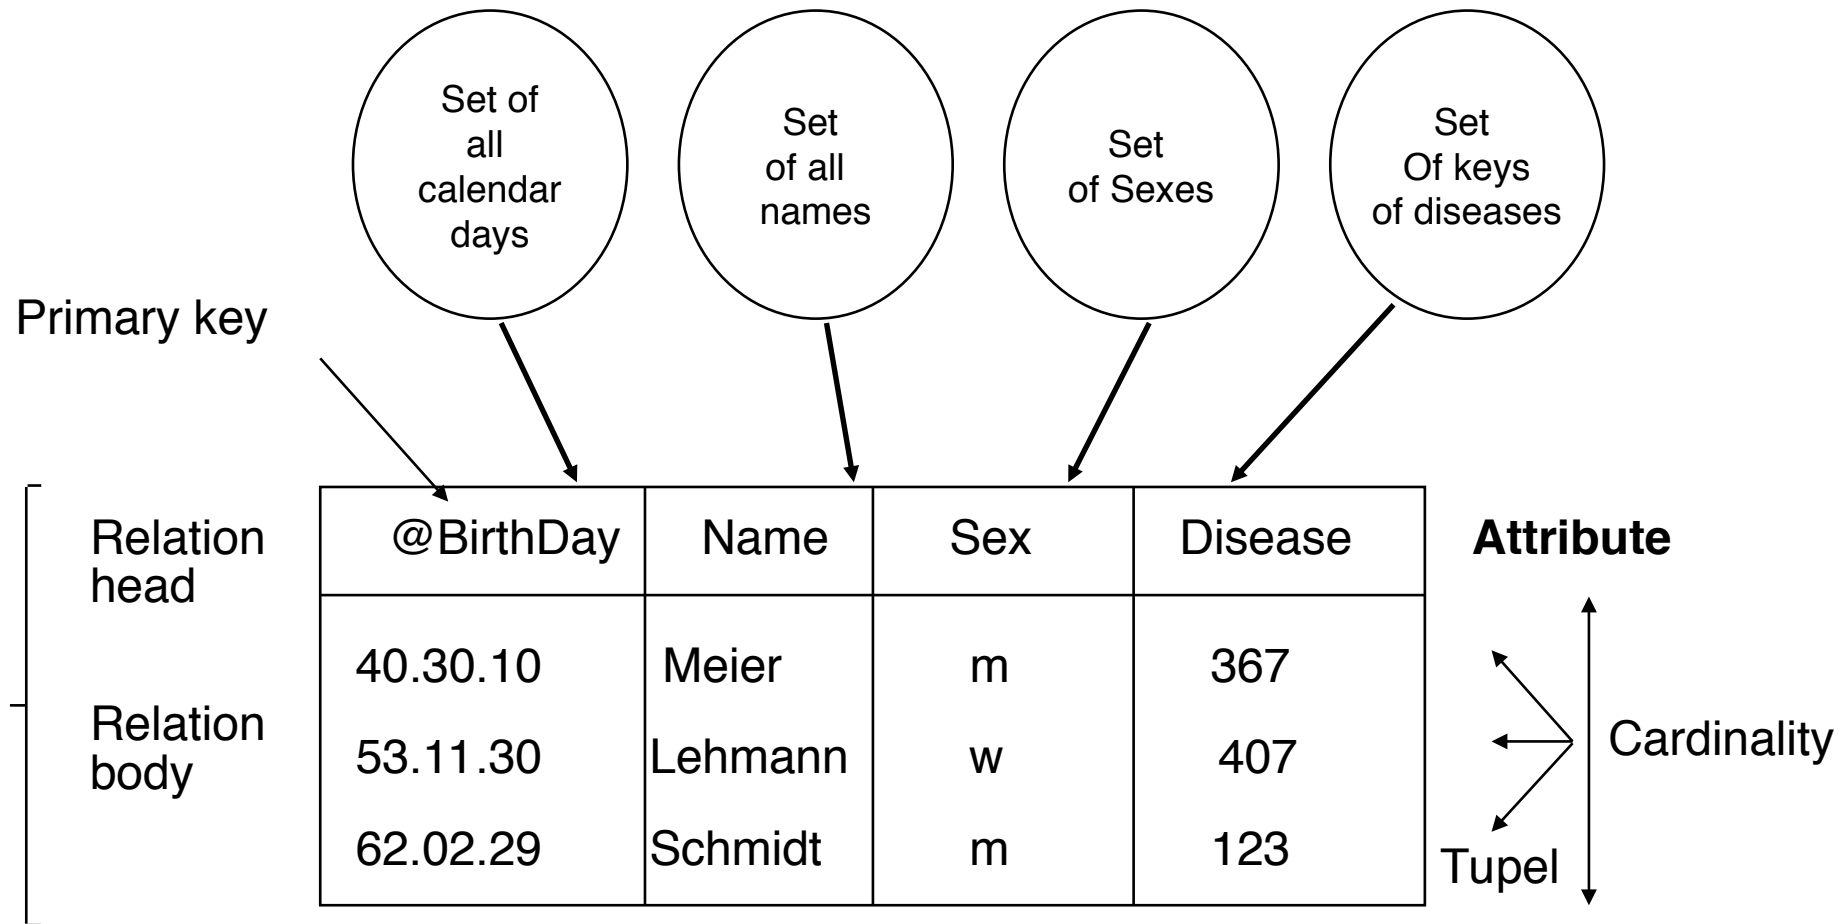 Set of
all
calendar
days
Set
of all
names
Set
of Sexes
Set
Of keys
of diseases
Primary key
Relation
head
@BirthDay Name Sex Disease Attribute
Relation
body
40.30.10 Meier m 367
53.11.30 Lehmann w 407
62.02.29 Schmidt m 123
Cardinality
Tupel